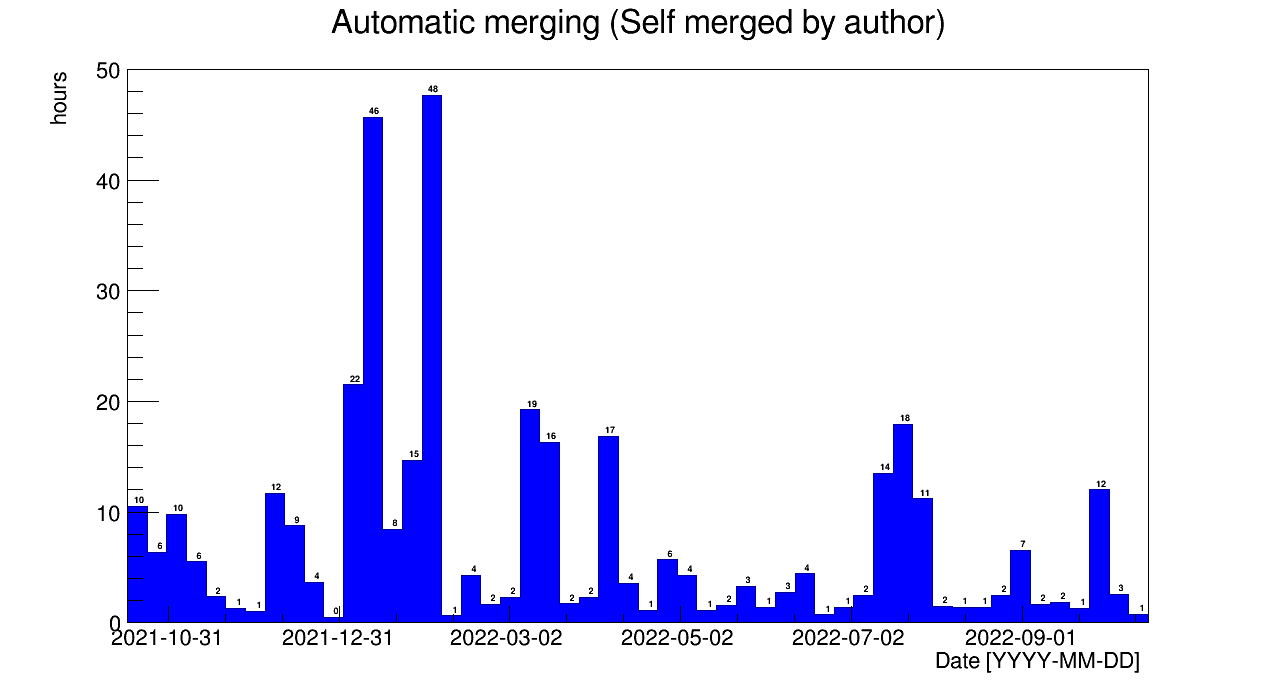 Automatic merging (Self merged by author)
hours
50
40
30
20
10
0
10 6 10 6 2 1 1 12 9 4 0 22 46 8 15 48 1 4 2 2 19 16 2 2 17 4 1 6 4 1 2 3 1 3 4 1 1 2 14 18 11 2 1 1 2 7 2 2 1 12 3 1
2021-10-31 2021-12-31 2022-03-02 2022-05-02 2022-07-02 2022-09-01
Date [YYYY-MM-DD]